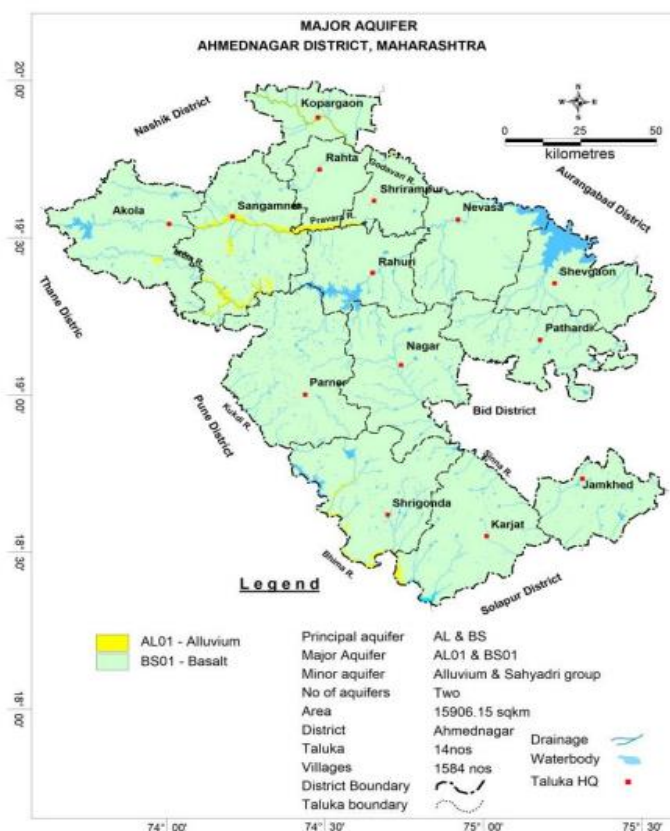 MAJOR AQUIFER
AHMEDNAGAR DISTRICT, MAHARASHTRA
20° 00'
N
W E
S
0 25 50
kilometres
Nashik District
Kopargaon
Rahta
Godavari R.
Aurangabad District
Shrirampur
Akola
Sangamner
Pravara R.
Nevasa
19° 30'
Rahuri
Shevgaon
Thane Distric
Pathardi
Nagar
Parner
19° 00'
Bid District
Pune District
Kukdi R.
Sinna R.
Jamkhed
Shrigonda
Karjat
18° 30'
Bhima R.
Solapur District
Legend
AL01 - Alluvium
BS01 - Basalt
Principal aquifer AL & BS
Major Aquifer AL01 & BS01
Minor aquifer Alluvium & Sahyadri group
No of aquifers Two
Area 15906.15 sqkm
District Ahmednagar
Taluka 14nos
Villages 1584 nos
District Boundary
Taluka boundary
Drainage
Waterbody
Taluka HQ
18° 00'
74° 00' 74° 30' 75° 00' 75° 30'